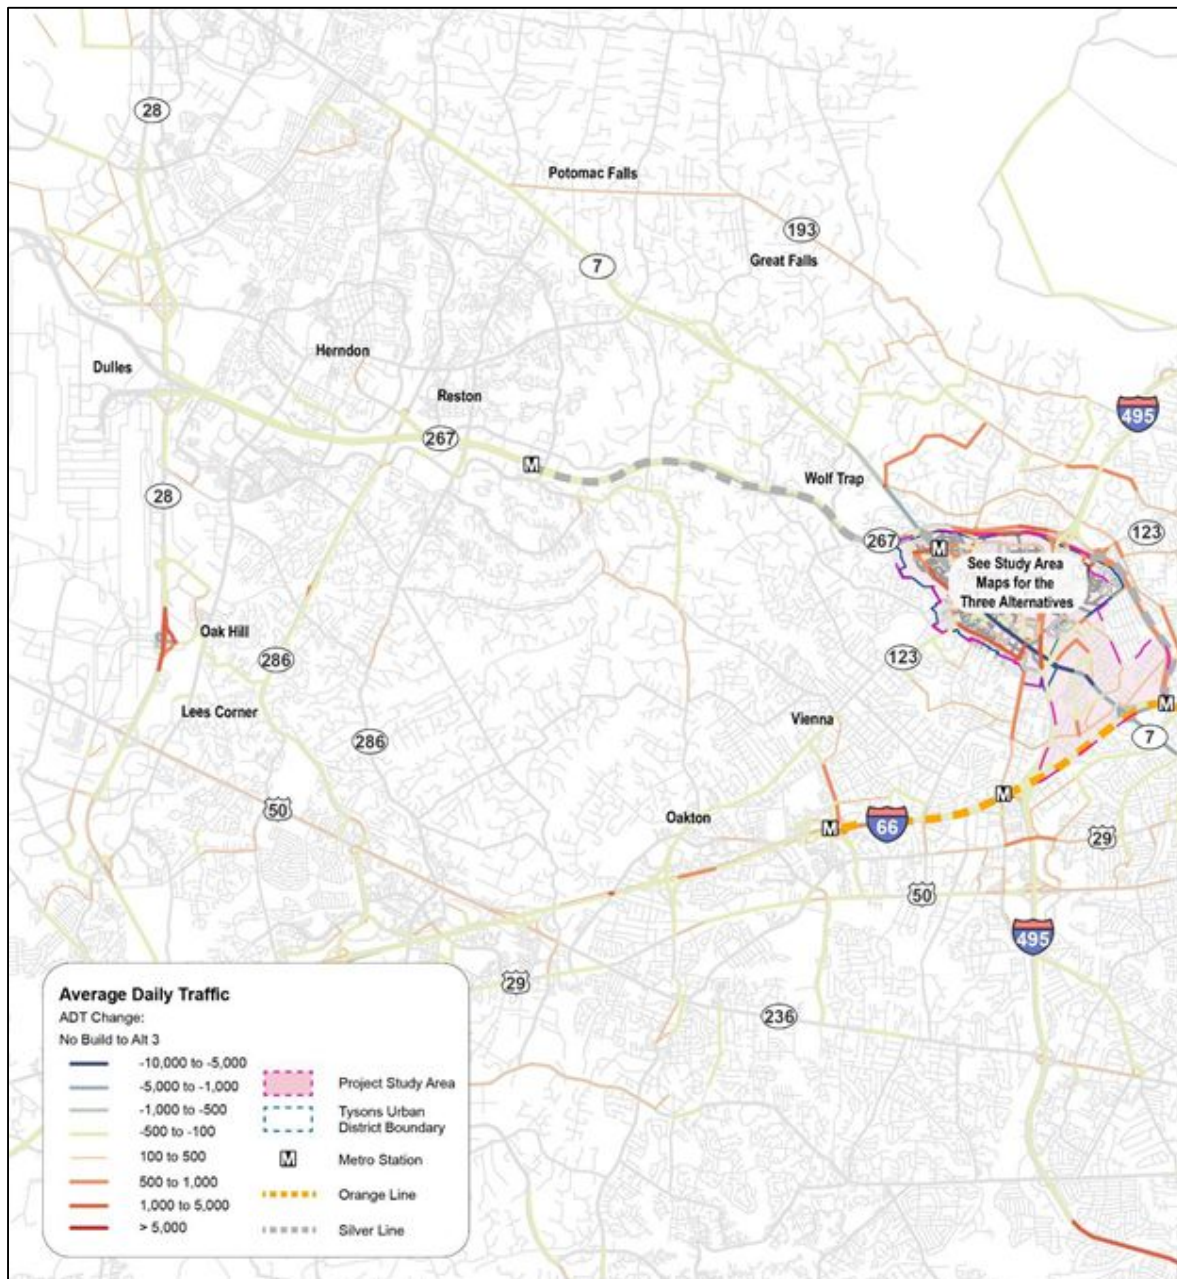 28
Potomac Falls
193
Great Falls
7
Herndon
Dulles
Reston
495
267
M
28
Wolf Trap
123
267
M
See Study Area
Maps for the
Three Alternatives
Oak Hill
286
123
Lees Corner
M
Vienna
7
286
M
50
Oakton
M
66
29
50
495
29
236
Average Daily Traffic
ADT Change:
No Build to Alt 3
-10,000 to -5,000
-5,000 to -1,000
-1,000 to -500
-500 to -100
100 to 500
500 to 1,000
1,000 to 5,000
> 5,000
Project Study Area
Tysons Urban
District Boundary
M Metro Station
Orange Line
Silver Line